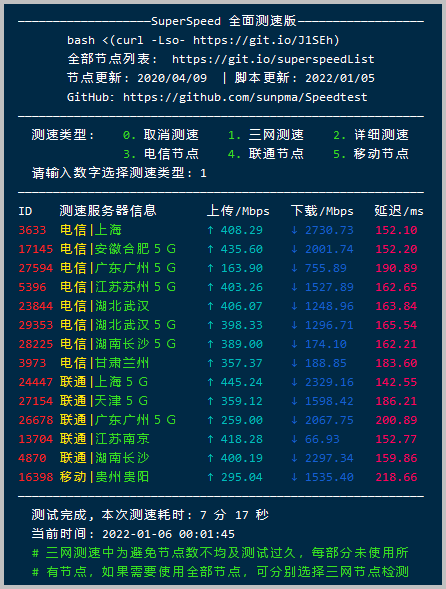 SuperSpeed 全面测速版
bash <(curl -Lso- https://git.io/J1SEh)
全部节点列表: https://git.io/superspeedList
节点更新: 2020/04/09 | 脚本更新: 2022/01/05
GitHub: https://github.com/sunpma/Speedtest
测速类型: 0. 取消测速 1. 三网测速 2. 详细测速
3. 电信节点 4. 联通节点 5. 移动节点
请输入数字选择测速类型: 1
ID 测速服务器信息 上传/Mbps 下载/Mbps 延迟/ms
3633 电信|上海 ↑ 408.29 ↓ 2730.73 152.10
17145 电信|安徽合肥５Ｇ ↑ 435.60 ↓ 2001.74 152.20
27594 电信|广东广州５Ｇ ↑ 163.90 ↓ 755.89 190.89
5396 电信|江苏苏州５Ｇ ↑ 403.26 ↓ 1527.89 162.65
23844 电信|湖北武汉 ↑ 406.07 ↓ 1248.96 163.84
29353 电信|湖北武汉５Ｇ ↑ 398.33 ↓ 1296.71 165.54
28225 电信|湖南长沙５Ｇ ↑ 389.00 ↓ 174.10 162.21
3973 电信|甘肃兰州 ↑ 357.37 ↓ 188.85 183.60
24447 联通|上海５Ｇ ↑ 445.24 ↓ 2329.16 142.55
27154 联通|天津５Ｇ ↑ 359.12 ↓ 1598.42 186.21
26678 联通|广东广州５Ｇ ↑ 259.00 ↓ 2067.75 200.89
13704 联通|江苏南京 ↑ 418.28 ↓ 66.93 152.77
4870 联通|湖南长沙 ↑ 400.19 ↓ 2297.34 159.86
16398 移动|贵州贵阳 ↑ 295.04 ↓ 1535.40 218.66
测试完成, 本次测速耗时: 7 分 17 秒
当前时间: 2022-01-06 00:01:45
# 三网测速中为避免节点数不均及测试过久，每部分未使用所
# 有节点，如果需要使用全部节点，可分别选择三网节点检测